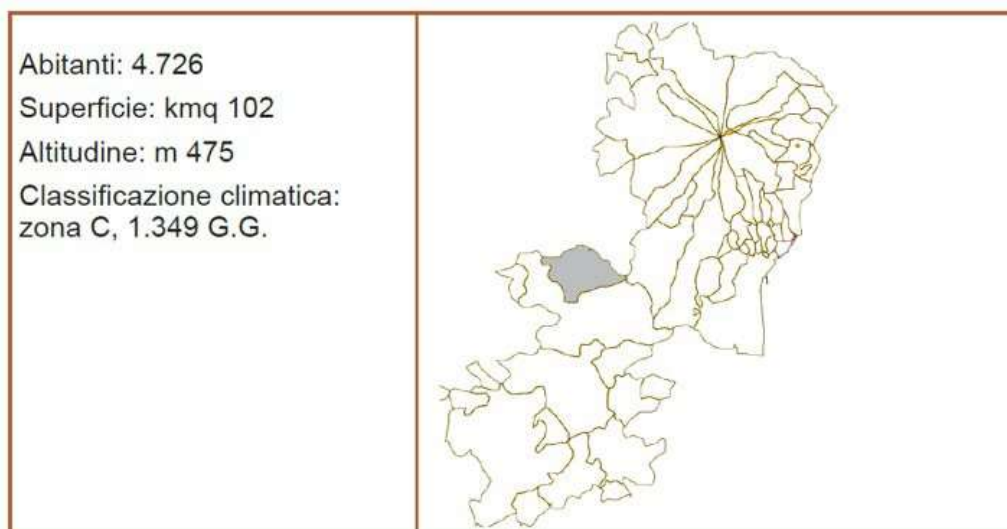 Abitanti: 4.726
Superficie: kmq 102
Altitudine: m 475
Classificazione climatica:
zona C, 1.349 G.G.